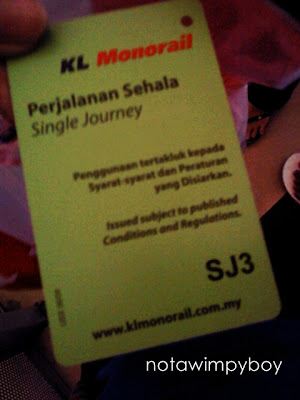 KL Monorail
Perjalanan Sehala
Single Journey
Penggunaan tertakluk kepada
Syarat-syarat dan Peraturan
yang Disiarkan.
Issued subject to published
Conditions and Regulations.
SJ3
www.klmonorail.com.my
notawimpyboy